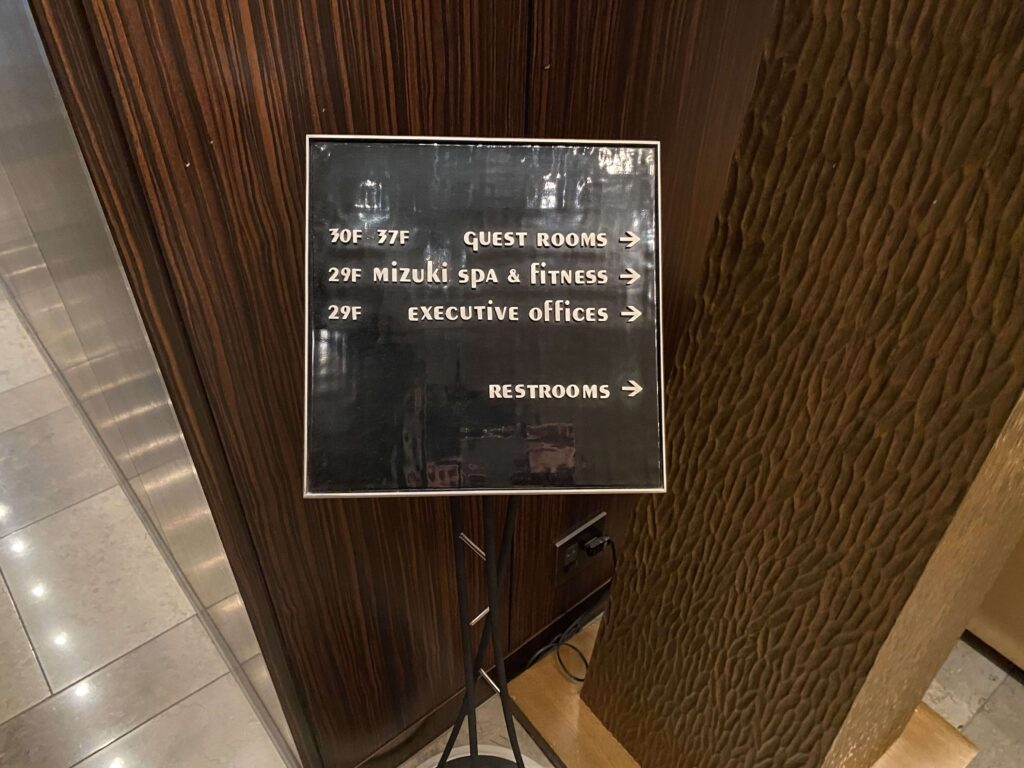 30F - 37F GUEST ROOMS →
29F MIZUKI SPA & FITNESS →
29F EXECUTIVE OFFICES →
RESTROOMS →